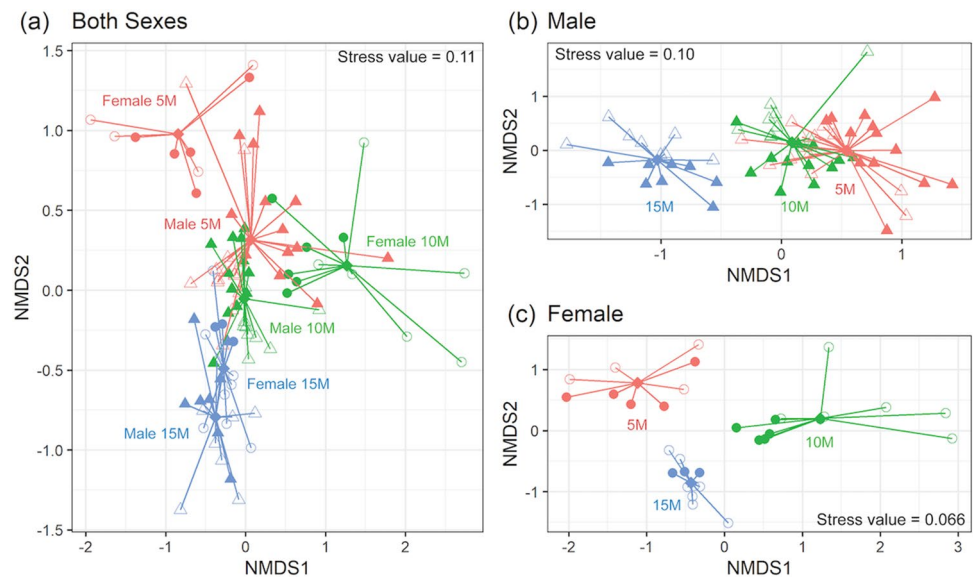 (a) Both Sexes
Stress value = 0.11
Female 5M
Male 5M
Female 10M
Male 10M
Female 15M
Male 15M
NMDS2
1.5
1.0
0.5
0.0
-0.5
-1.0
-1.5
-2 -1 0 1 2
NMDS1
(b) Male
Stress value = 0.10
15M
10M
5M
NMDS2
1
0
-1
-1 0 1
NMDS1
(c) Female
5M
10M
15M
Stress value = 0.066
NMDS2
1
0
-1
-2 -1 0 1 2 3
NMDS1